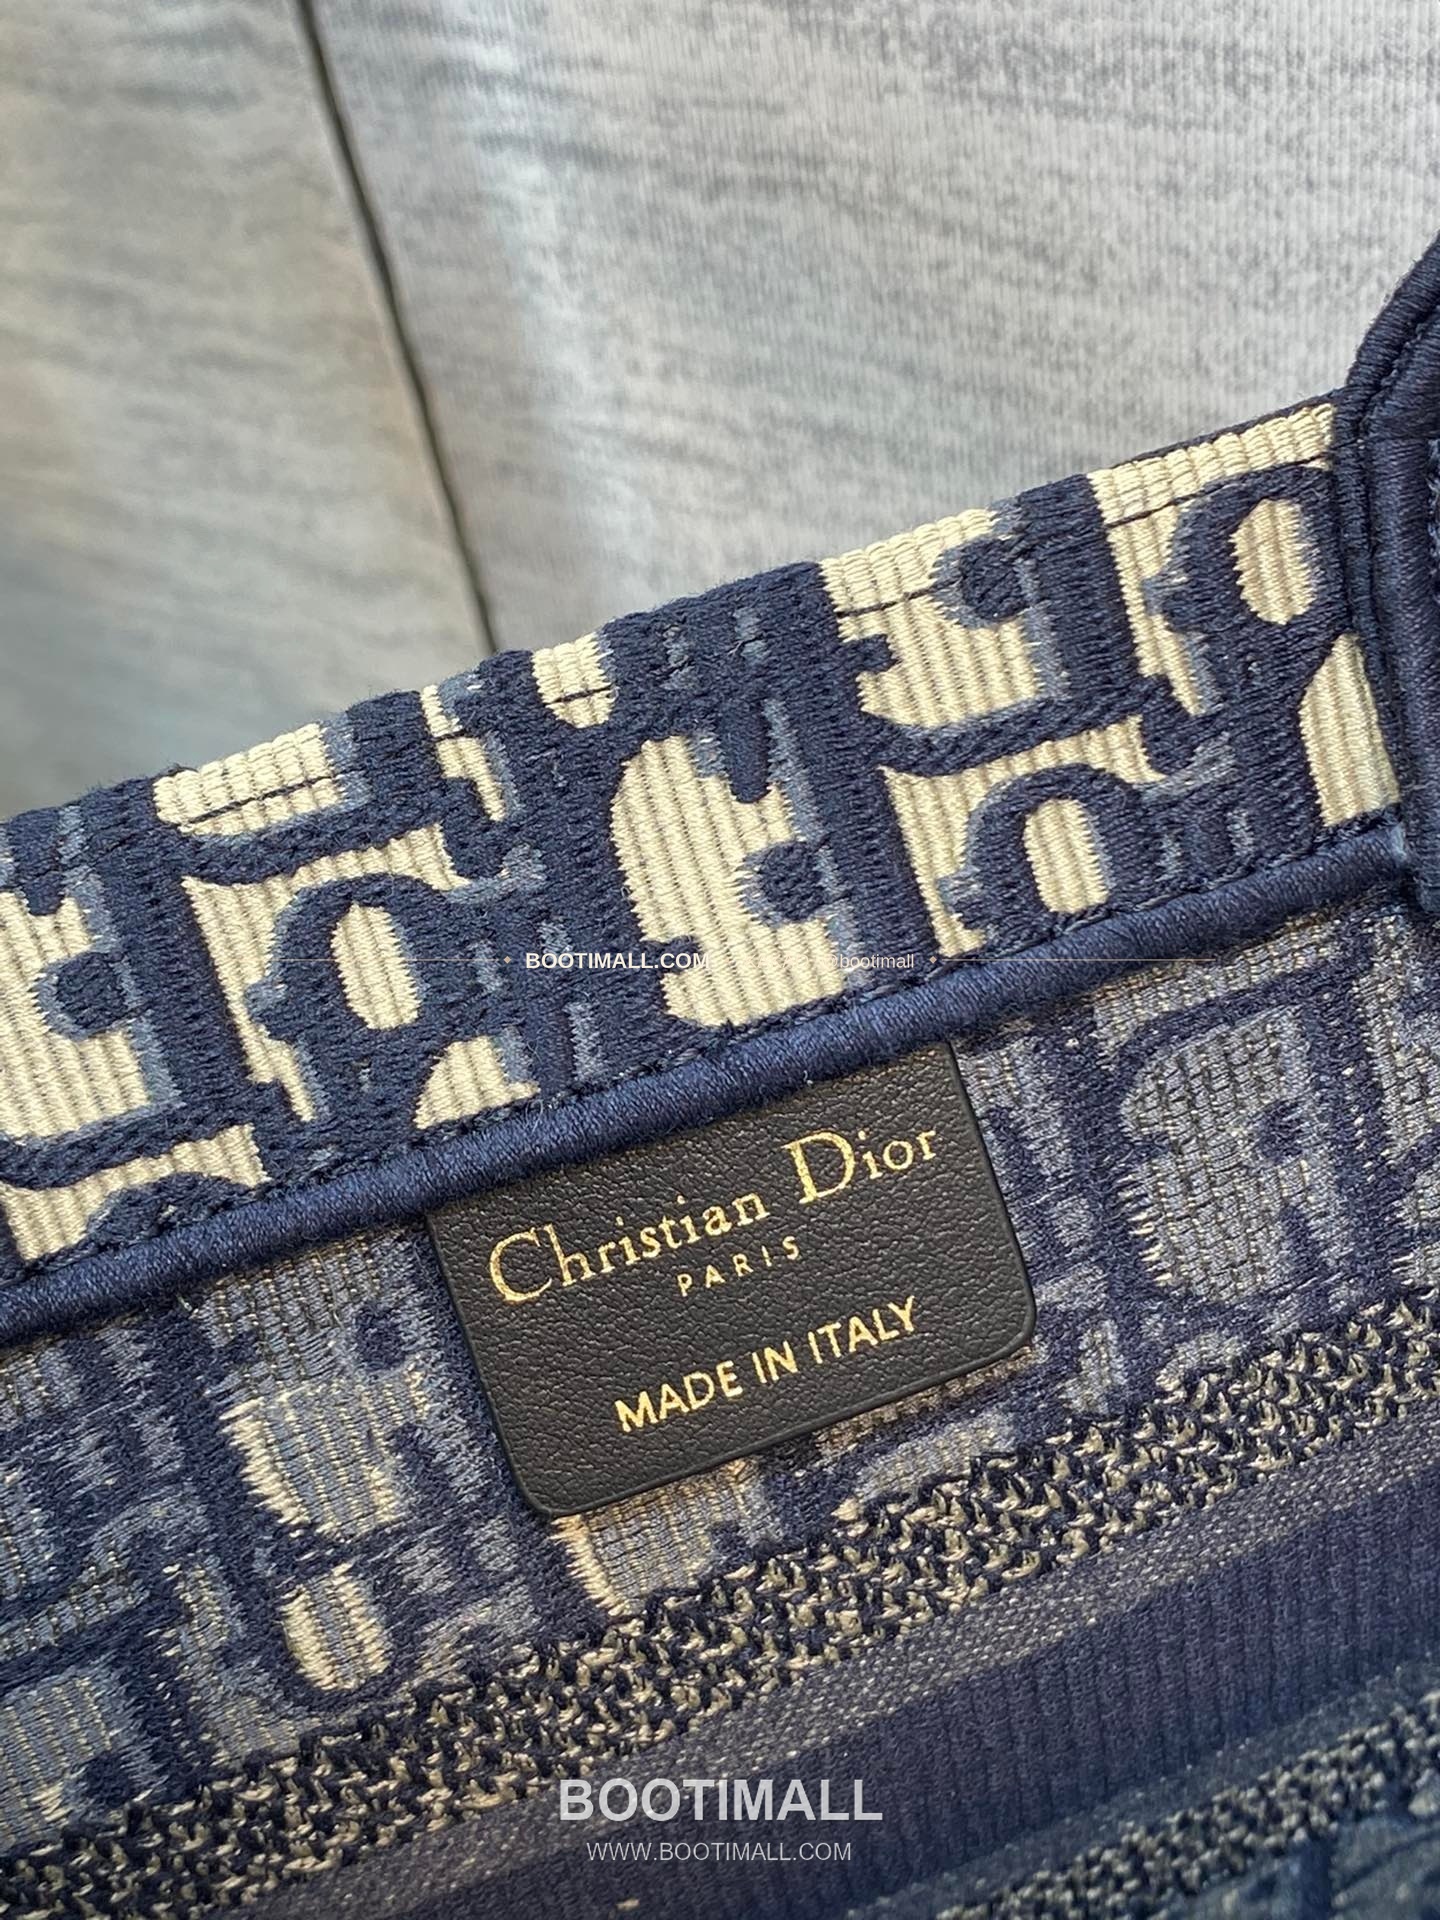 BOOTIMALL.COM @bootimall
Christian Dior
PARIS
MADE IN ITALY
BOOTIMALL
WWW.BOOTIMALL.COM